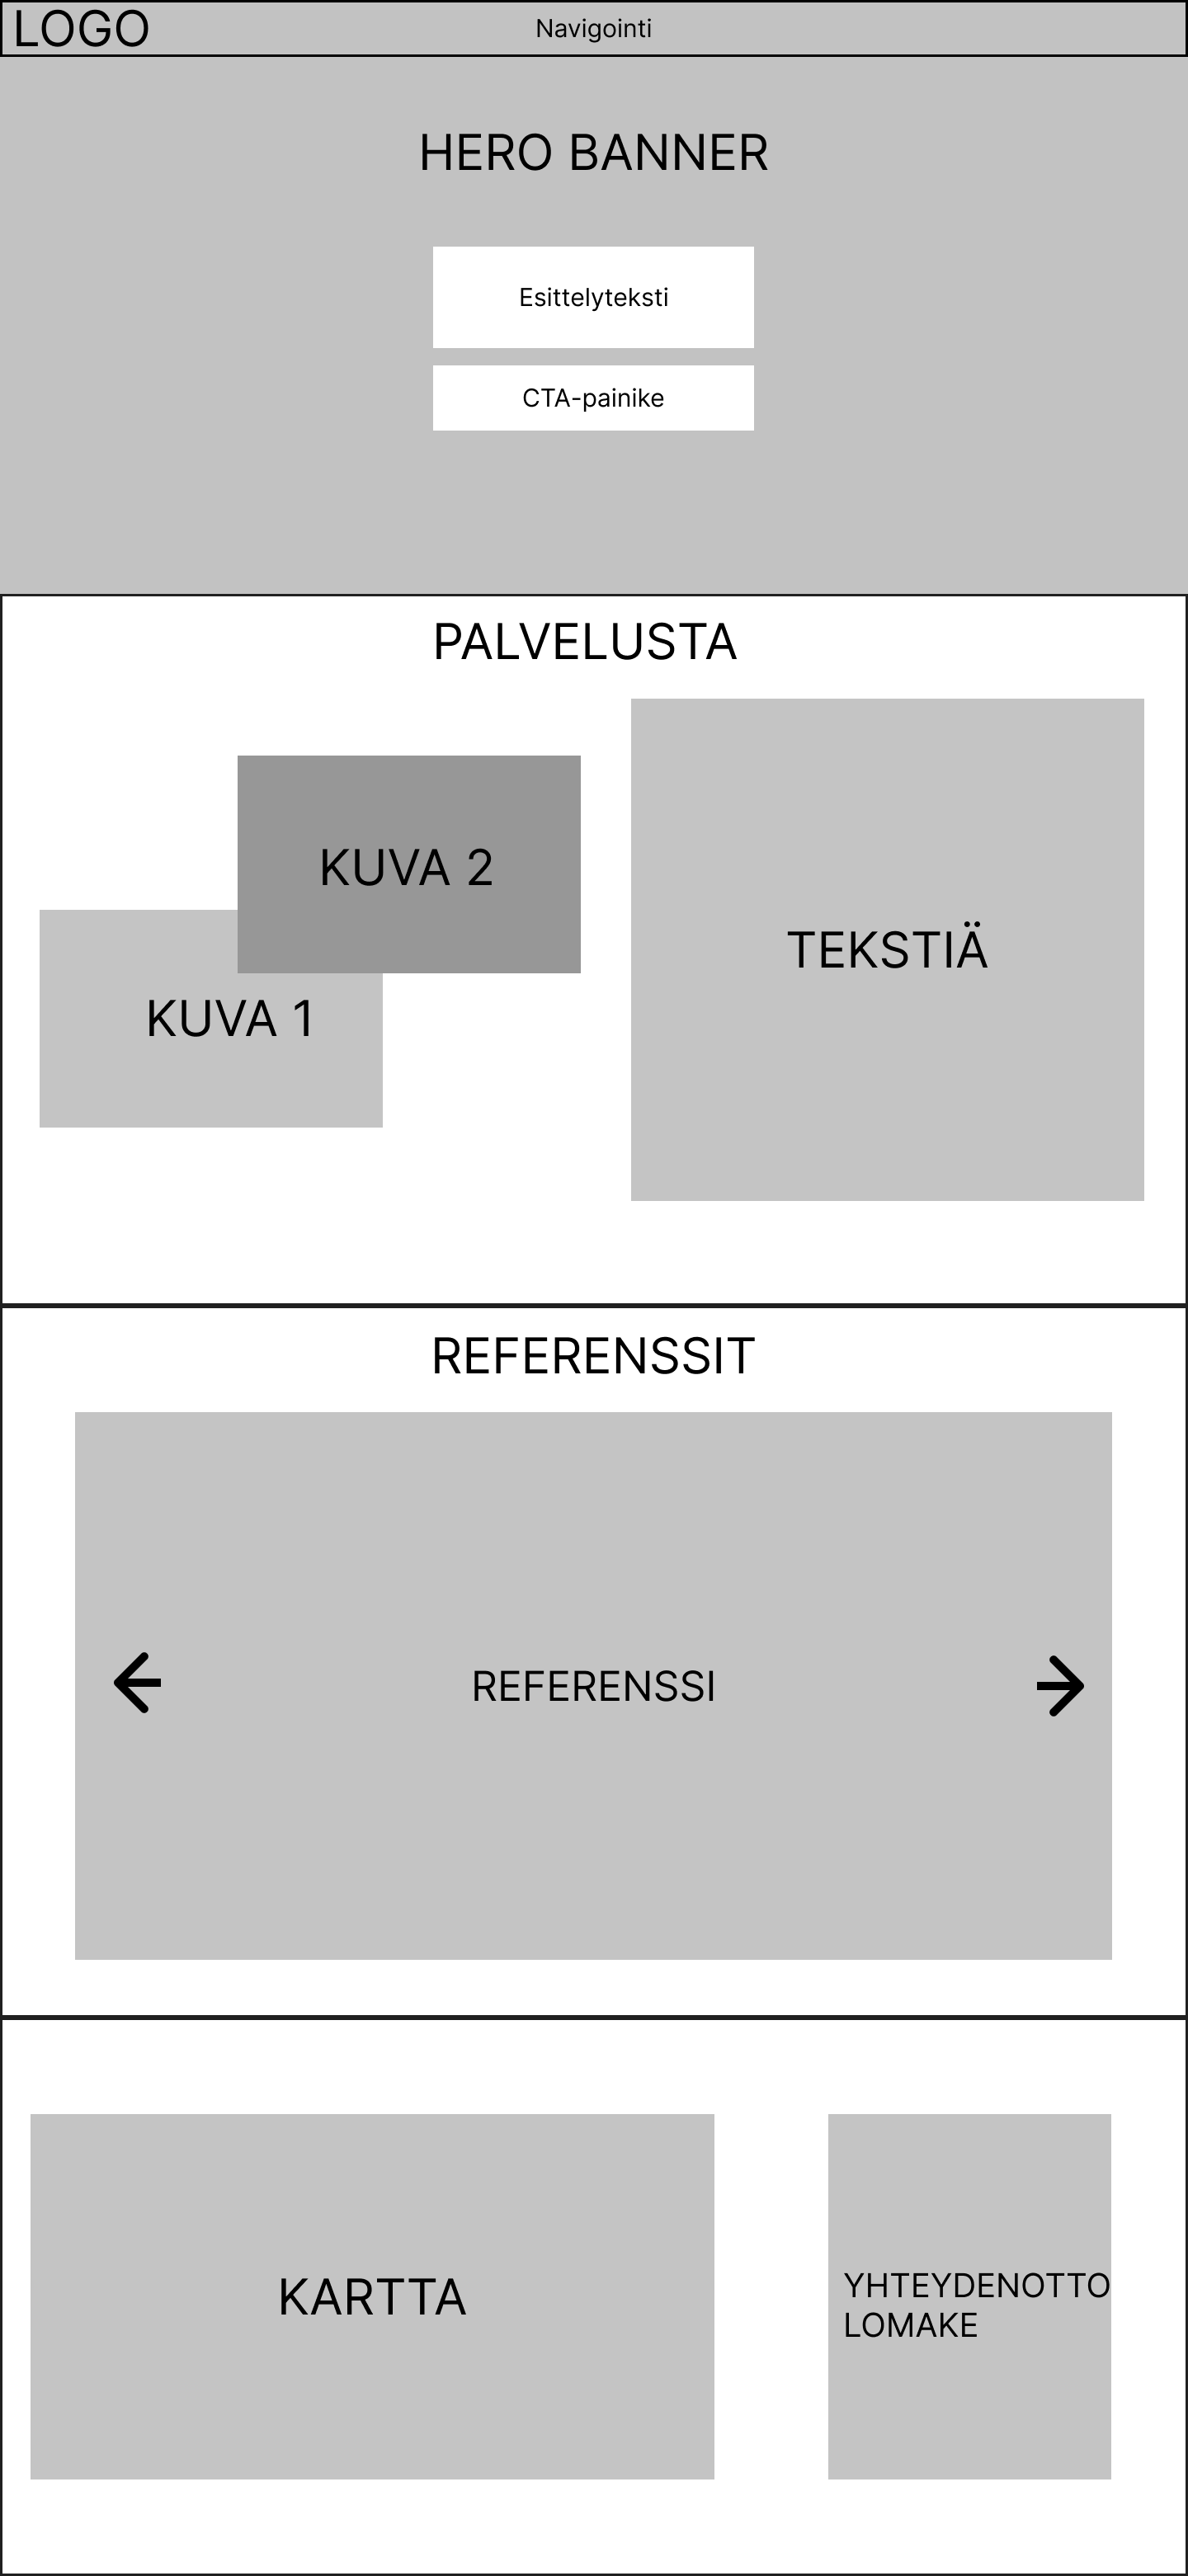 LOGO
Navigointi
HERO BANNER
Esittelyteksti
CTA-painike
PALVELUSTA
KUVA 2
TEKSTIÄ
KUVA 1
REFERENSSIT
REFERENSSI
KARTTA
YHTEYDENOTTO
LOMAKE